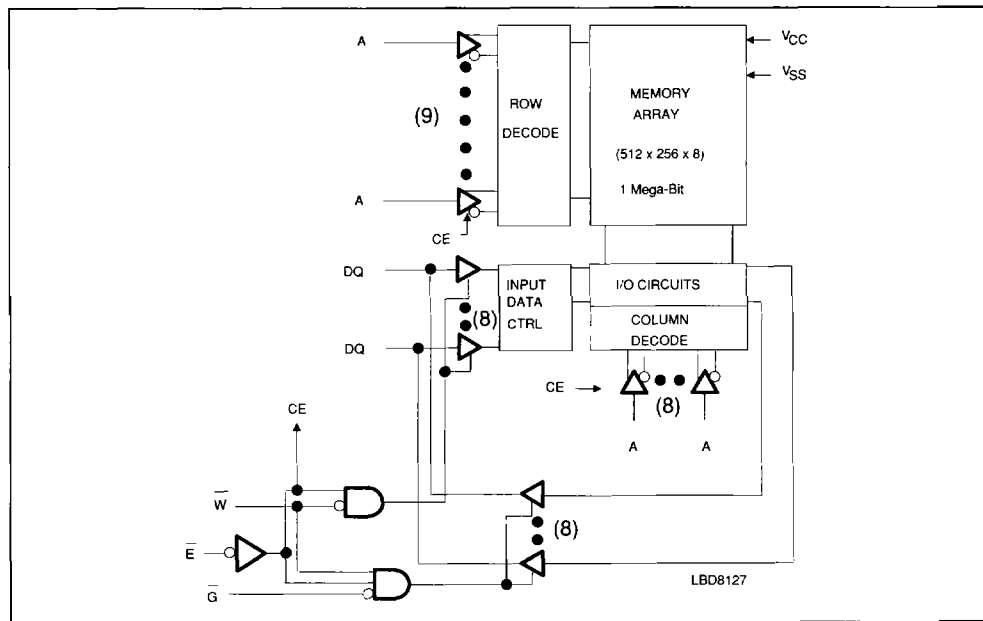 A
V̅CC
VSS
ROW
DECODE
MEMORY
ARRAY
(512 x 256 x 8)
1 Mega-Bit
(9)
A
CE
DQ
INPUT
DATA
CTRL
I/O CIRCUITS
COLUMN
DECODE
(8)
DQ
CE
(8)
A
A
CE
W̅
(8)
E̅
G̅
LBD8127